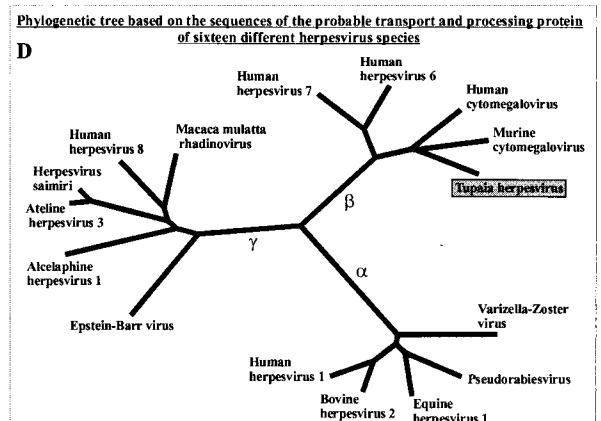 Phylogenetic tree based on the sequences of the probable transport and processing protein
of sixteen different herpesvirus species
D
Human
herpesvirus 7
Human
herpesvirus 6
Human
cytomegalovirus
Murine
cytomegalovirus
Tupaia herpesvirus
Human
herpesvirus 8
Macaca mulatta
rhadinovirus
Herpesvirus
saimiri
Ateline
herpesvirus 3
Alcelaphine
herpesvirus 1
Epstein-Barr virus
γ
β
α
Varizella-Zoster
virus
Human
herpesvirus 1
Bovine
herpesvirus 2
Equine
herpesvirus 1
Pseudorabiesvirus